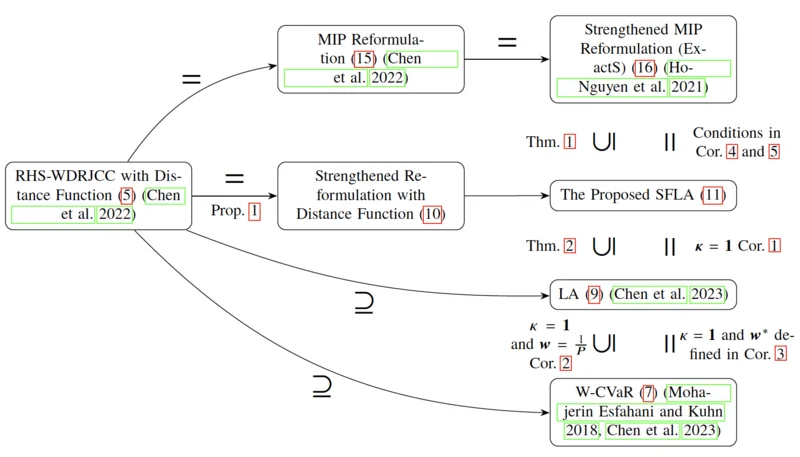 MIP Reformula-
tion (15) (Chen
et al. 2022)
=
Strengthened MIP
Reformulation (Ex-
actS) (16) (Ho-
Nguyen et al. 2021)
=
Thm. 1 ∪| || Conditions in
Cor. 4 and 5
RHS-WDRJCC with Dis-
tance Function (5) (Chen
et al. 2022)
=
Prop. 1
Strengthened Re-
formulation with
Distance Function (10)
The Proposed SFLA (11)
Thm. 2 ∪| || κ = 1 Cor. 1
⊇
LA (9) (Chen et al. 2023)
κ = 1
and w = 1/P
Cor. 2
∪| ||
κ = 1 and w* de-
fined in Cor. 3
⊇
W-CVaR (7) (Moha-
jerin Esfahani and Kuhn
2018, Chen et al. 2023)